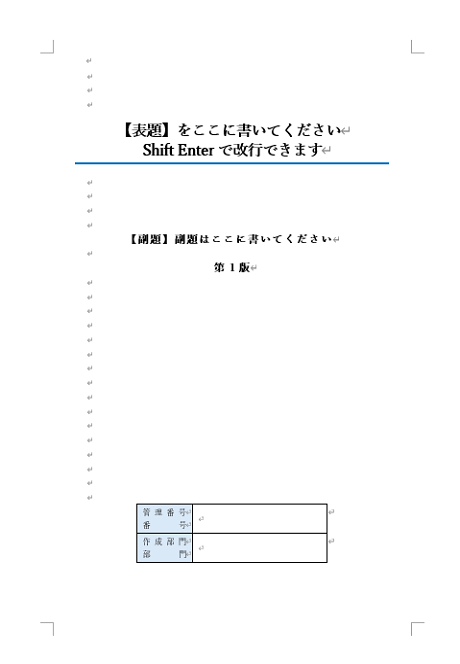 【表題】をここに書いてください↵
Shift Enter で改行できます↵
【副題】副題はここに書いてください↵
第 1 版↵
管理番号↵
番号↵
作成部門↵
部門↵